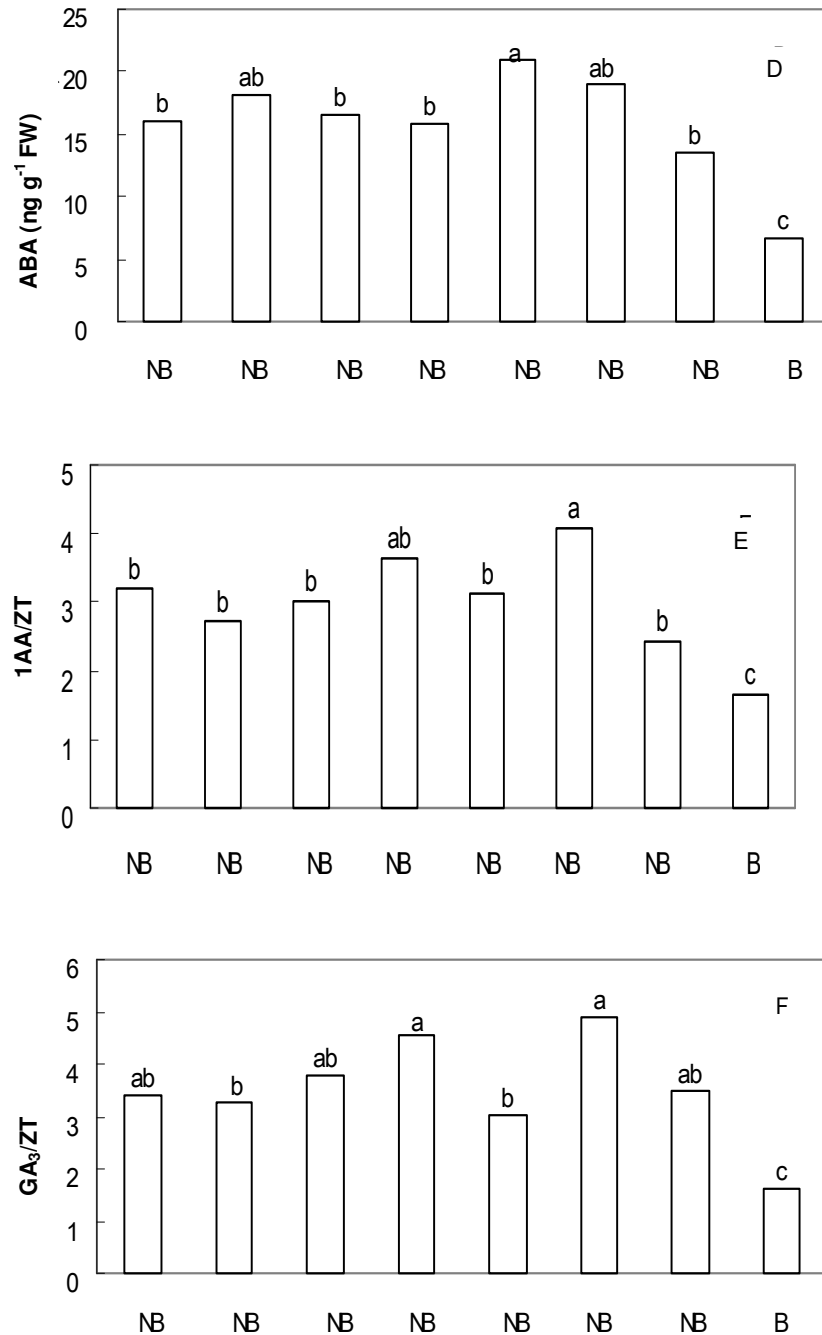 25
20
15
10
5
0
ABA (ng g⁻¹ FW)
b ab b b a ab b c
D
NB NB NB NB NB NB NB B
5
4
3
2
1
0
1AA/ZT
b b b ab b a b c
E
NB NB NB NB NB NB NB B
6
5
4
3
2
1
0
GA₃/ZT
ab b ab a b a ab c
F
NB NB NB NB NB NB NB B